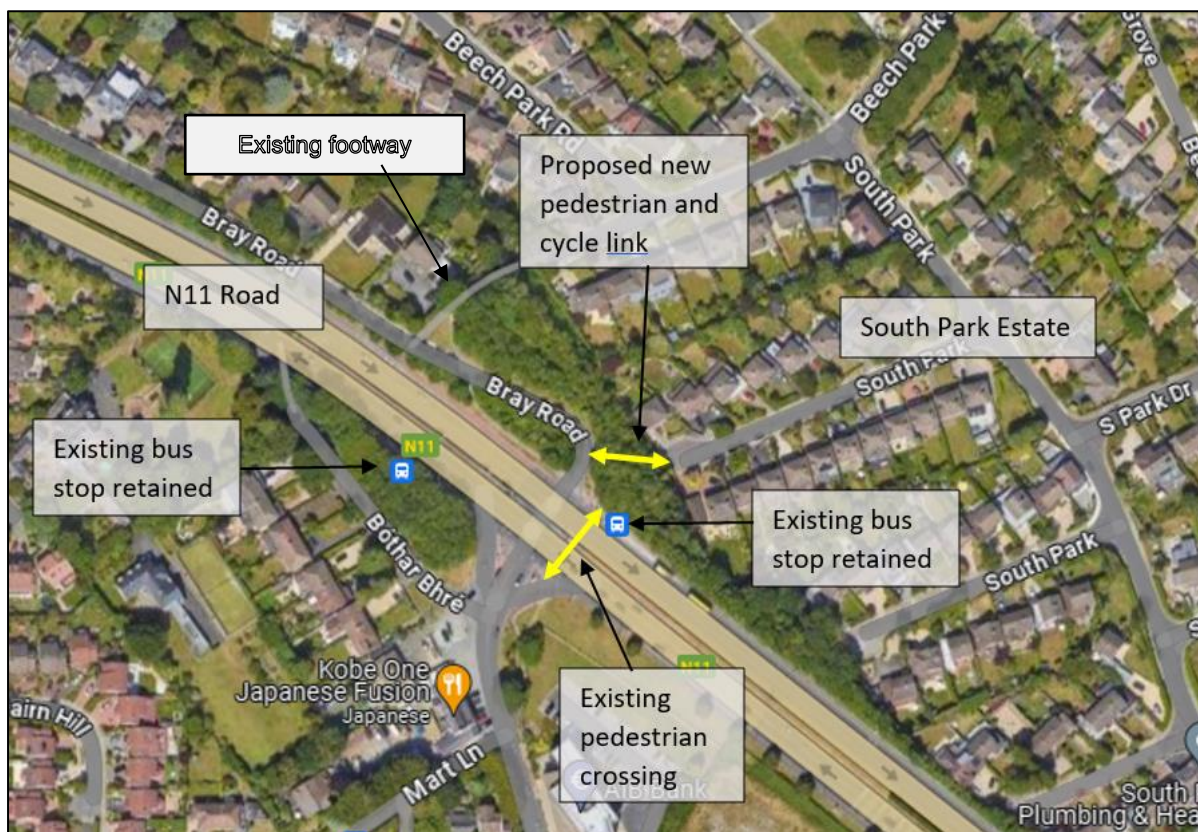 Beech Park Rd
Beech Park
Grove
Existing footway
Proposed new
pedestrian and
cycle link
South Park
Bray Road
N11 Road
South Park Estate
South Park
S Park Dr
Bray Road
Existing bus
stop retained
N11
Existing bus
stop retained
Bóthar Bhré
South Park
Kobe One
Japanese Fusion
Japanese
N11
Existing
pedestrian
crossing
airn Hill
Mart Ln
AIB Bank
South
Plumbing & Hea